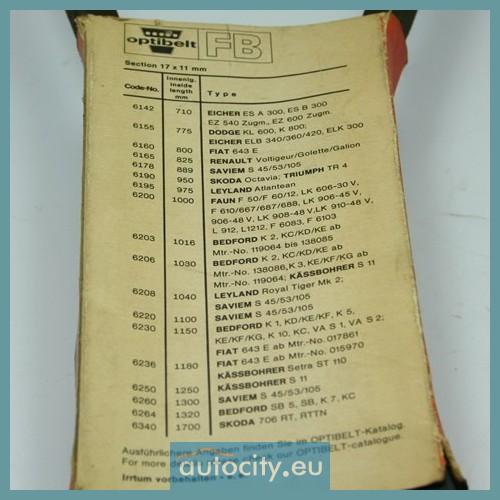 optibelt FB
Section 17 x 11 mm
Code-No. Innenlg. inside length mm Type
6142 710 EICHER ES A 300, ES B 300
EZ 540 Zugm., EZ 600 Zugm.
6155 775 DODGE KL 600, K 800;
EICHER ELB 340/360/420, ELK 300
6160 800 FIAT 643 E
6165 825 RENAULT Voltigeur/Golette/Galion
6178 889 SAVIEM S 45/53/105
6190 950 SKODA Octavia; TRIUMPH TR 4
6195 975 LEYLAND Atlantean
6200 1000 FAUN F 50/F 60/12, LK 606-30 V,
F 610/667/687/688, LK 906-45 V,
906-48 V, LK 908-48 V, LK 910-48 V,
L 912, L1212, F 6083, F 6103
6203 1016 BEDFORD K 2, KC/KD/KE ab
Mtr.-No. 119064 bis 138085
6206 1030 BEDFORD K 2, KC/KD/KE ab
Mtr.-No. 138086, K 3, KE/KF/KG ab
Mtr.-No. 119064; KÄSSBOHRER S 11
6208 1040 LEYLAND Royal Tiger Mk 2;
SAVIEM S 45/53/105
6220 1100 SAVIEM S 45/53/105
6230 1150 BEDFORD K 1, KD/KE/KF, K 5,
KE/KF/KG, K 10, KC, VA S 1, VA S 2;
FIAT 643 E ab Mtr.-No. 017861
6236 1180 FIAT 643 E ab Mtr.-No. 015970
KÄSSBOHRER Setra ST 110
6250 1250 KÄSSBOHRER S 11
6260 1300 SAVIEM S 45/53/105
6264 1320 BEDFORD SB 5, SB, K 7, KC
6340 1700 SKODA 706 RT, RTTN
Ausführlichere Angaben finden Sie im OPTIBELT-Katalog.
For more check our OPTIBELT-catalogue.
Irrtum vorbehalten
autocity.eu